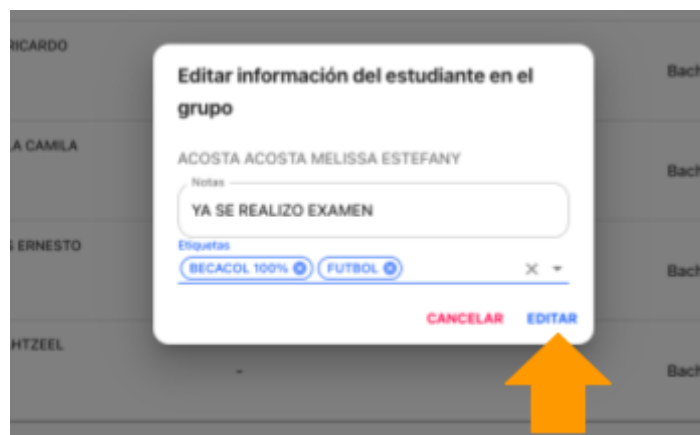 RICARDO
Editar información del estudiante en el
grupo
Bach
ACOSTA ACOSTA MELISSA ESTEFANY
A CAMILA
Notas
YA SE REALIZO EXAMEN
Bach
ERNESTO
Etiquetas
BECACOL 100% FUTBOL
Bach
CANCELAR EDITAR
HTZEEL
-
Bach